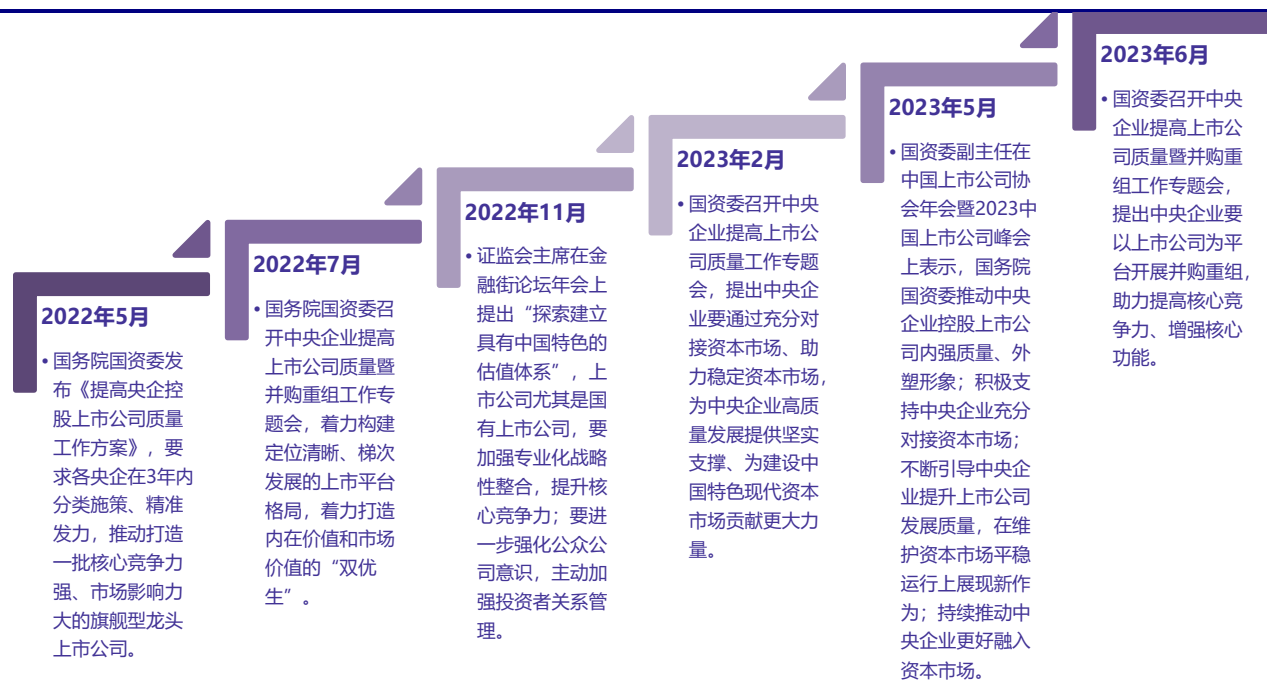 2022年5月
• 国务院国资委发
布《提高央企控
股上市公司质量
工作方案》，要
求各央企在3年内
分类施策、精准
发力，推动打造
一批核心竞争力
强、市场影响力
大的旗舰型龙头
上市公司。
2022年7月
• 国务院国资委召
开中央企业提高
上市公司质量暨
并购重组工作专
题会，着力构建
定位清晰、梯次
发展的上市平台
格局，着力打造
内在价值和市场
价值的“双优
生”。
2022年11月
• 证监会主席在金
融街论坛年会上
提出“探索建立
具有中国特色的
估值体系”，上
市公司尤其是国
有上市公司，要
加强专业化战略
性整合，提升核
心竞争力；要进
一步强化公众公
司意识，主动加
强投资者关系管
理。
2023年2月
• 国资委召开中央
企业提高上市公
司质量工作专题
会，提出中央企
业要通过充分对
接资本市场、助
力稳定资本市场，
为中央企业高质
量发展提供坚实
支撑、为建设中
国特色现代资本
市场贡献更大力
量。
2023年5月
• 国资委副主任在
中国上市公司协
会年会暨2023中
国上市公司峰会
上表示，国务院
国资委推动中央
企业控股上市公
司内强质量、外
塑形象；积极支
持中央企业充分
对接资本市场；
不断引导中央企
业提升上市公司
发展质量，在维
护资本市场平稳
运行上展现新作
为；持续推动中
央企业更好融入
资本市场。
2023年6月
• 国资委召开中央
企业提高上市公
司质量暨并购重
组工作专题会，
提出中央企业要
以上市公司为平
台开展并购重组，
助力提高核心竞
争力、增强核心
功能。